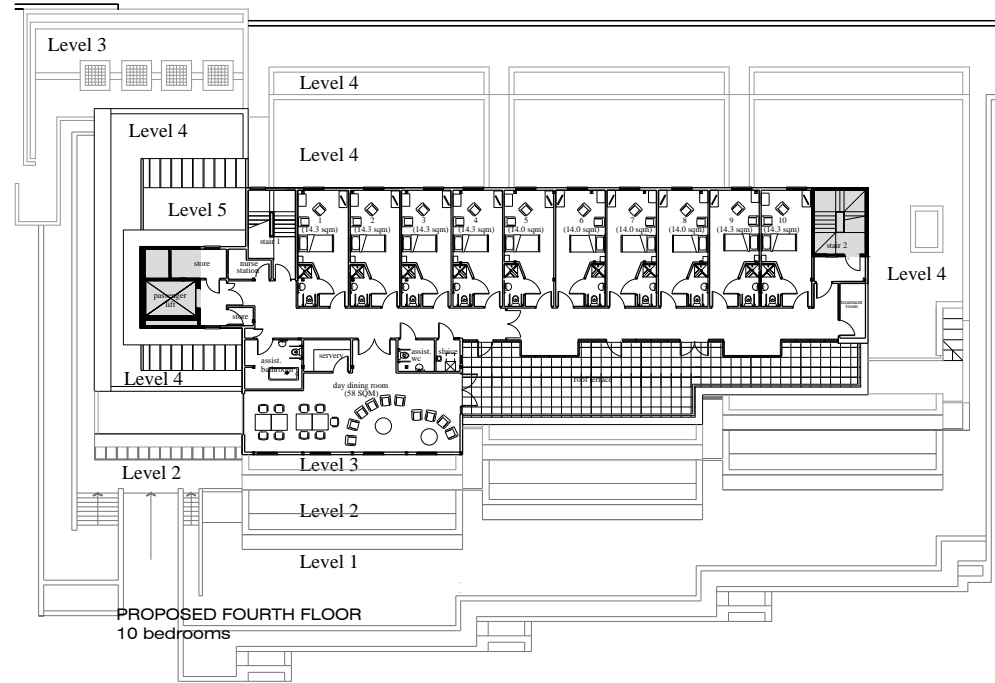 Level 3
Level 4
Level 4
Level 4
Level 5
1
(14.3 sqm)
2
(14.3 sqm)
3
(14.3 sqm)
4
(14.3 sqm)
5
(14.0 sqm)
6
(14.0 sqm)
7
(14.0 sqm)
8
(14.0 sqm)
9
(14.3 sqm)
10
(14.3 sqm)
stair 1
stair 2
store
nurse
station
Level 4
passenger
lift
store
treatment
room
assist.
bathroom
servery
assist.
wc
sluice
Level 4
day dining room
(58 SQM)
roof terrace
Level 3
Level 2
Level 2
Level 1
PROPOSED FOURTH FLOOR
10 bedrooms